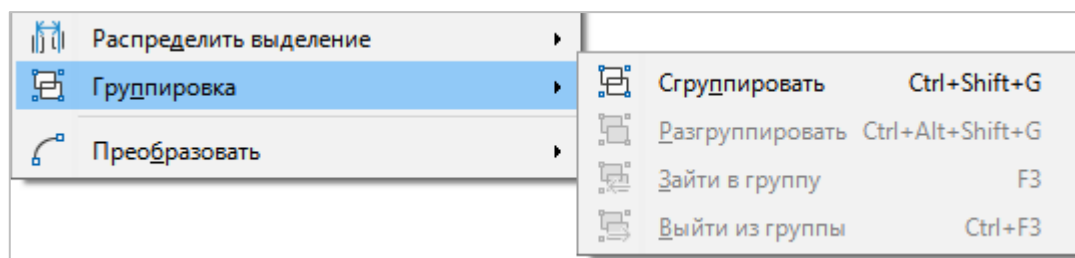 Распределить выделение
Группировка
Преобразовать
Сгруппировать Ctrl+Shift+G
Разгруппировать Ctrl+Alt+Shift+G
Зайти в группу F3
Выйти из группы Ctrl+F3